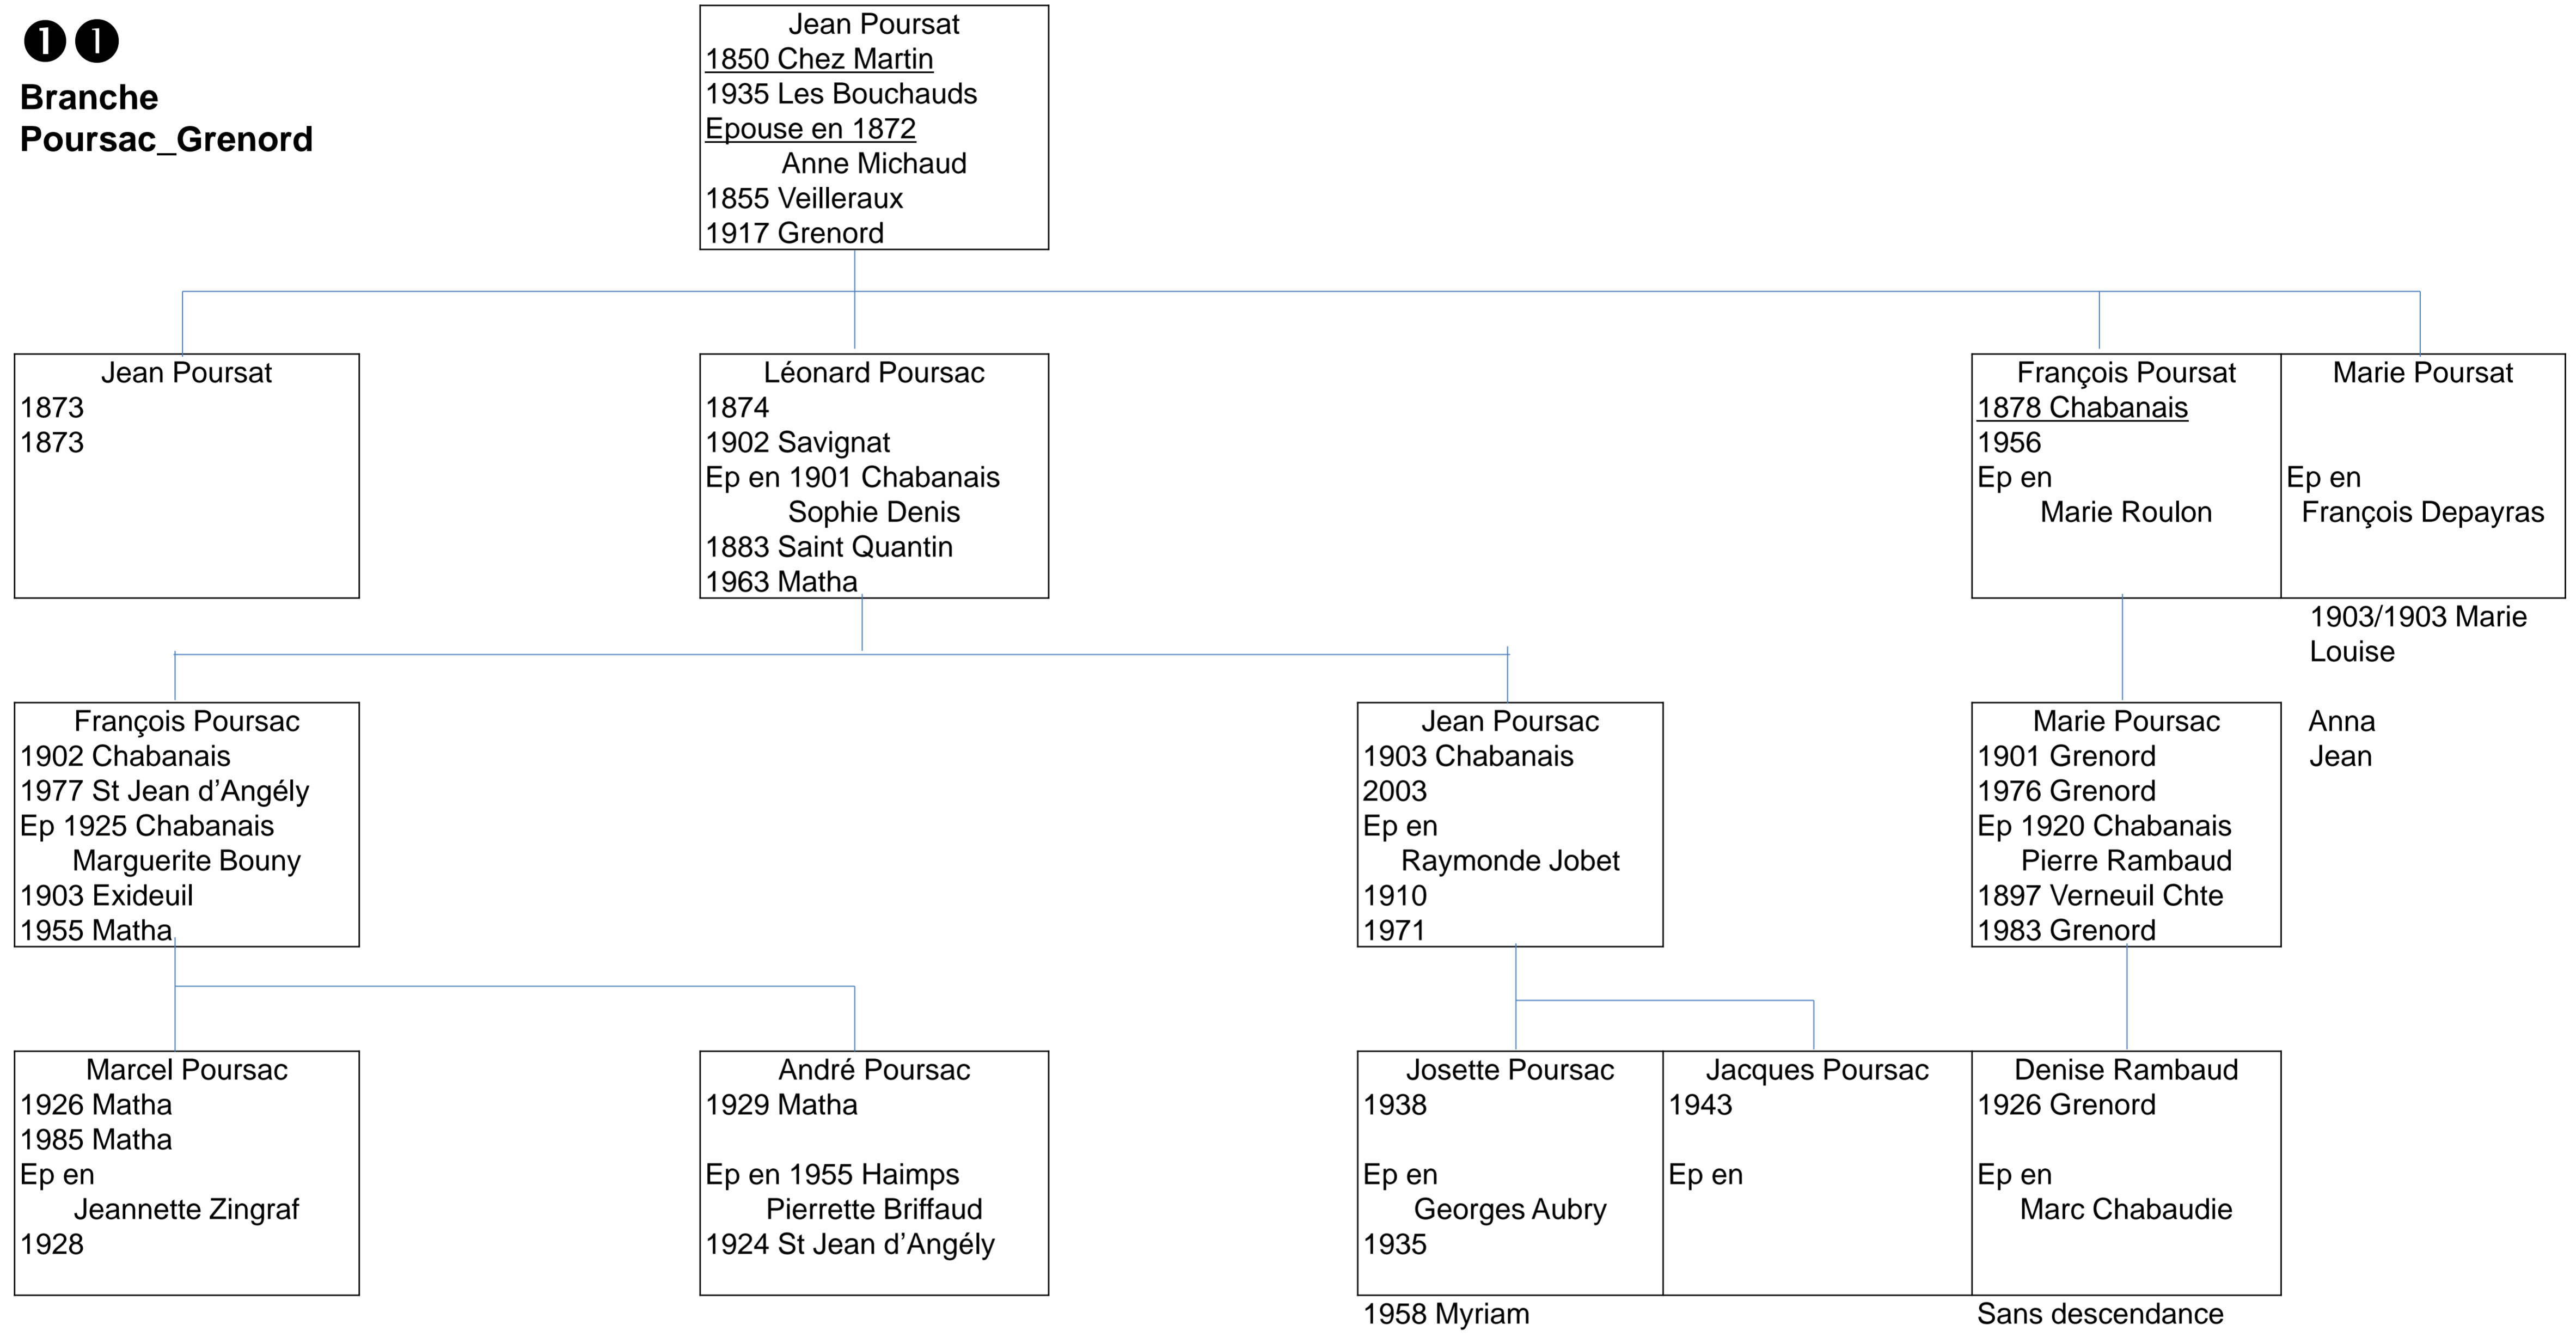 ❶❶
Branche
Poursac_Grenord
Jean Poursat
1850 Chez Martin
1935 Les Bouchauds
Epouse en 1872
Anne Michaud
1855 Veilleraux
1917 Grenord
Jean Poursat
1873
1873
Léonard Poursac
1874
1902 Savignat
Ep en 1901 Chabanais
Sophie Denis
1883 Saint Quantin
1963 Matha
François Poursat
1878 Chabanais
1956
Ep en
Marie Roulon
Marie Poursat
Ep en
François Depayras
1903/1903 Marie
Louise
Anna
Jean
François Poursac
1902 Chabanais
1977 St Jean d’Angély
Ep 1925 Chabanais
Marguerite Bouny
1903 Exideuil
1955 Matha
Jean Poursac
1903 Chabanais
2003
Ep en
Raymonde Jobet
1910
1971
Marie Poursac
1901 Grenord
1976 Grenord
Ep 1920 Chabanais
Pierre Rambaud
1897 Verneuil Chte
1983 Grenord
Marcel Poursac
1926 Matha
1985 Matha
Ep en
Jeannette Zingraf
1928
André Poursac
1929 Matha
Ep en 1955 Haimps
Pierrette Briffaud
1924 St Jean d’Angély
Josette Poursac
1938
Ep en
Georges Aubry
1935
1958 Myriam
Jacques Poursac
1943
Ep en
Denise Rambaud
1926 Grenord
Ep en
Marc Chabaudie
Sans descendance